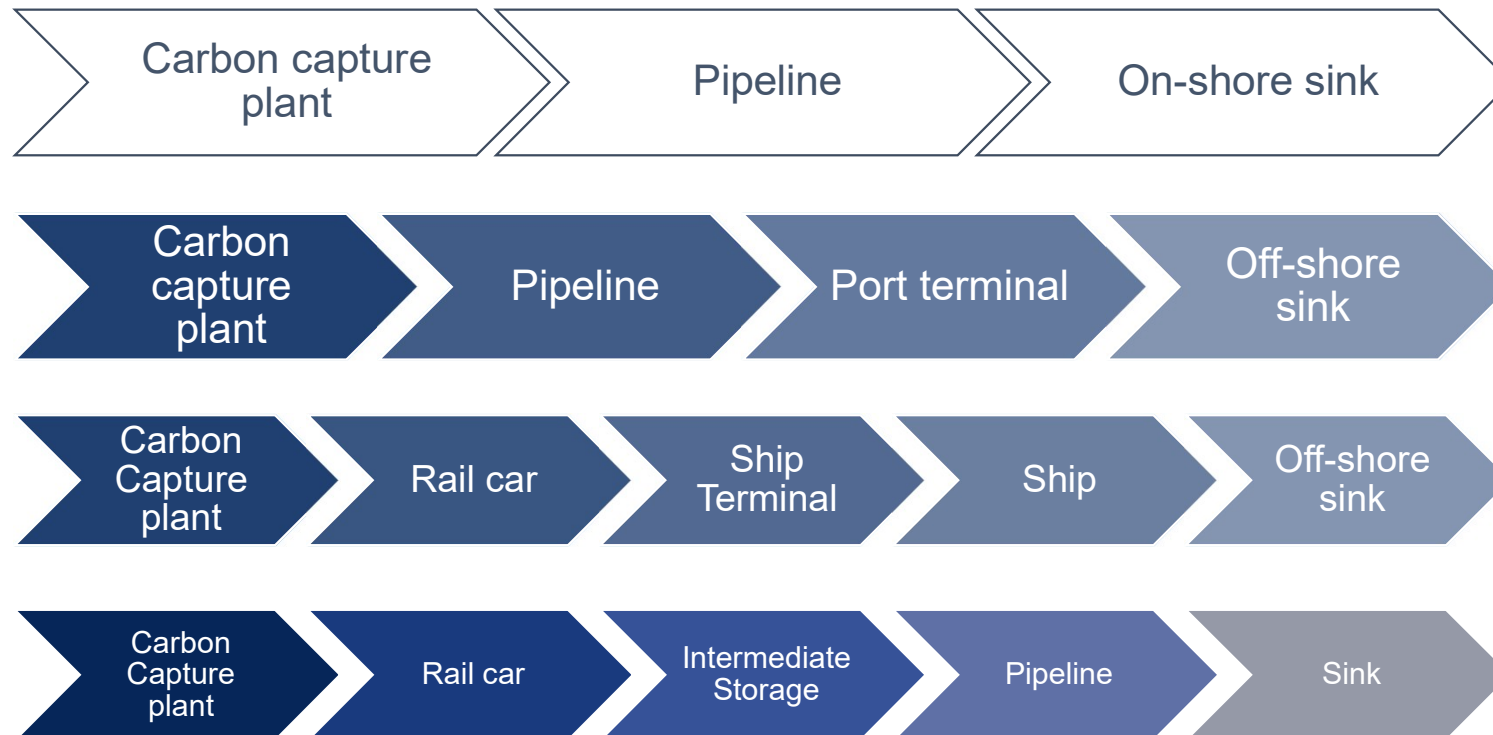 Carbon capture
plant
Pipeline
On-shore sink
Carbon
capture
plant
Pipeline
Port terminal
Off-shore
sink
Carbon
Capture
plant
Rail car
Ship
Terminal
Ship
Off-shore
sink
Carbon
Capture
plant
Rail car
Intermediate
Storage
Pipeline
Sink